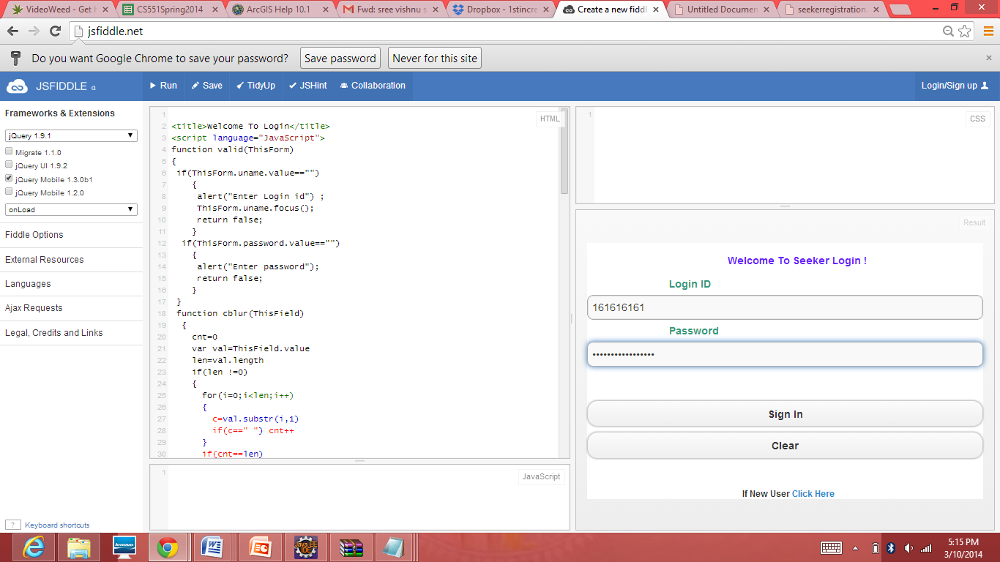 VideoWeed - Get H
CS551Spring2014
ArcGIS Help 10.1
Fwd: sree vishnu s
Dropbox - 1stincre
Create a new fiddl
Untitled Documen
seekerregistration.
jsfiddle.net
Do you want Google Chrome to save your password?
Save password
Never for this site
JSFIDDLE α
Run
Save
TidyUp
JSHint
Collaboration
Login/Sign up
Frameworks & Extensions
jQuery 1.9.1
Migrate 1.1.0
jQuery UI 1.9.2
jQuery Mobile 1.3.0b1
jQuery Mobile 1.2.0
onLoad
Fiddle Options
External Resources
Languages
Ajax Requests
Legal, Credits and Links
? Keyboard shortcuts
HTML
1
2 <title>Welcome To Login</title>
3 <script language="JavaScript">
4 function valid(ThisForm)
5 {
6 if(ThisForm.uname.value=="")
7 {
8 alert("Enter Login id") ;
9 ThisForm.uname.focus();
10 return false;
11 }
12 if(ThisForm.password.value=="")
13 {
14 alert("Enter password");
15 return false;
16 }
17 }
18 function cblur(ThisField)
19 {
20 cnt=0
21 var val=ThisField.value
22 len=val.length
23 if(len !=0)
24 {
25 for(i=0;i<len;i++)
26 {
27 c=val.substr(i,1)
28 if(c==" ") cnt++
29 }
30 if(cnt==len)
1
JavaScript
1
CSS
Result
Welcome To Seeker Login !
Login ID
161616161
Password
•••••••••••••••••
Sign In
Clear
If New User Click Here
lenovo
Java EE
IDE
5:15 PM
3/10/2014